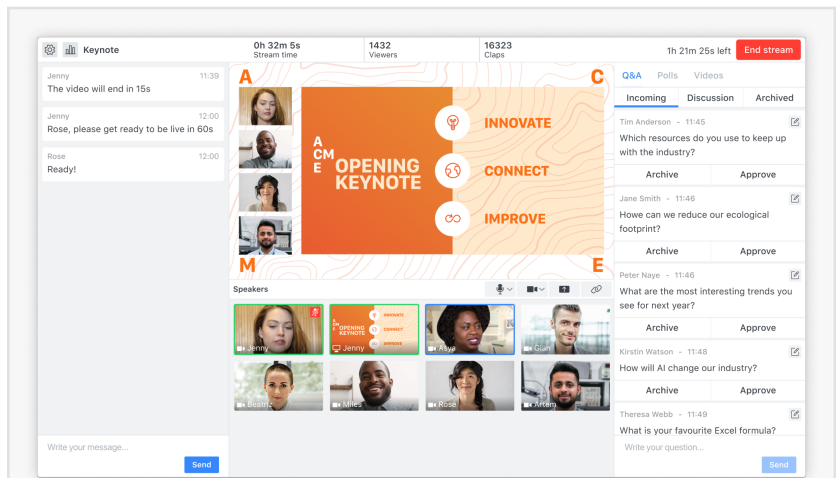 Keynote
0h 32m 5s
Stream time
1432
Viewers
16323
Claps
1h 21m 25s left
End stream
Jenny 11:39
The video will end in 15s
Jenny 12:00
Rose, please get ready to be live in 60s
Rose 12:00
Ready!
Write your message...
Send
A
C
M
E
A
CM
E
OPENING
KEYNOTE
INNOVATE
CONNECT
IMPROVE
Speakers
Jenny
OPENING
KEYNOTE
INNOVATE
CONNECT
IMPROVE
Jenny
Asya
Gian
Beatriz
Miles
Rose
Artem
Q&A Polls Videos
Incoming Discussion Archived
Tim Anderson - 11:45
Which resources do you use to keep up
with the industry?
Archive Approve
Jane Smith - 11:46
Howe can we reduce our ecological
footprint?
Archive Approve
Peter Naye - 11:46
What are the most interesting trends you
see for next year?
Archive Approve
Kirstin Watson - 11:48
How will AI change our industry?
Archive Approve
Theresa Webb - 11:49
What is your favourite Excel formula?
Write your question...
Send